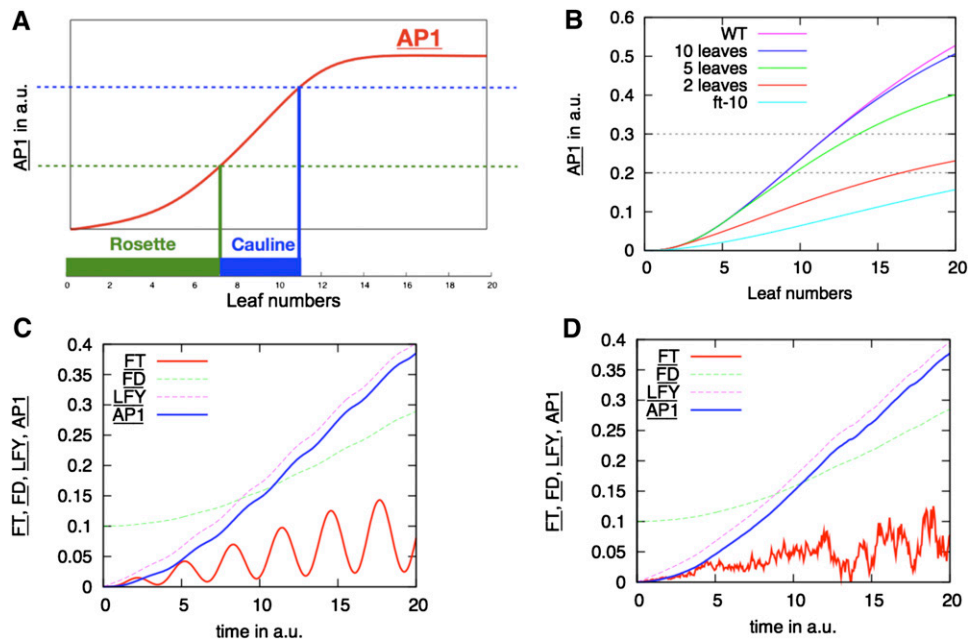 A
AP1
AP1 in a.u.
Rosette
Cauline
0 2 4 6 8 10 12 14 16 18 20
Leaf numbers
B
WT
10 leaves
5 leaves
2 leaves
ft-10
0.6
0.5
0.4
0.3
0.2
0.1
0
AP1 in a.u.
0 5 10 15 20
Leaf numbers
C
FT
FD
LFY
AP1
0.4
0.35
0.3
0.25
0.2
0.15
0.1
0.05
0
FT, FD, LFY, AP1
0 5 10 15 20
time in a.u.
D
FT
FD
LFY
AP1
0.4
0.35
0.3
0.25
0.2
0.15
0.1
0.05
0
FT, FD, LFY, AP1
0 5 10 15 20
time in a.u.